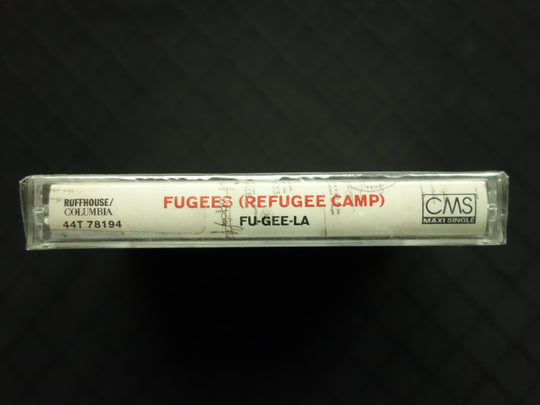 RUFFHOUSE/
COLUMBIA
44T 78194
FUGEES (REFUGEE CAMP)
FU-GEE-LA
CMS
MAXI SINGLE